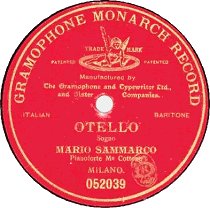 GRAMOPHONE MONARCH RECORD
TRADE MARK
PATENTED PATENTED
Manufactured by
The Gramophone and Typewriter Ltd.,
and Sister Companies.
ITALIAN BARITONE
OTELLO
Sogno
MARIO SAMMARCO
Pianoforte Mo Cottone
MILANO.
052039